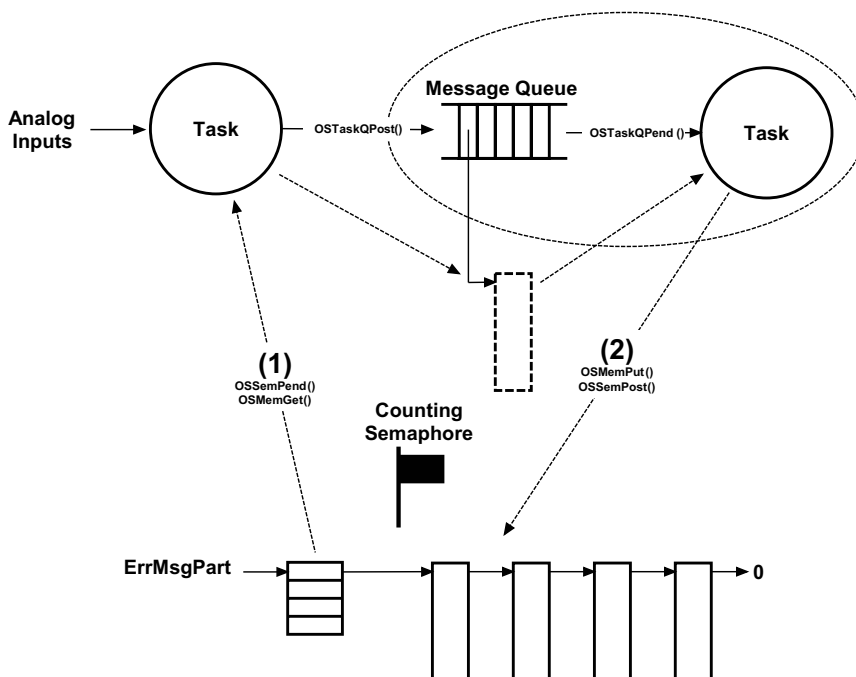 Message Queue
Analog
Inputs
Task
OSTaskQPost()
OSTaskQPend ()
Task
(1)
OSSemPend()
OSMemGet()
(2)
OSMemPut()
OSSemPost()
Counting
Semaphore
ErrMsgPart
0